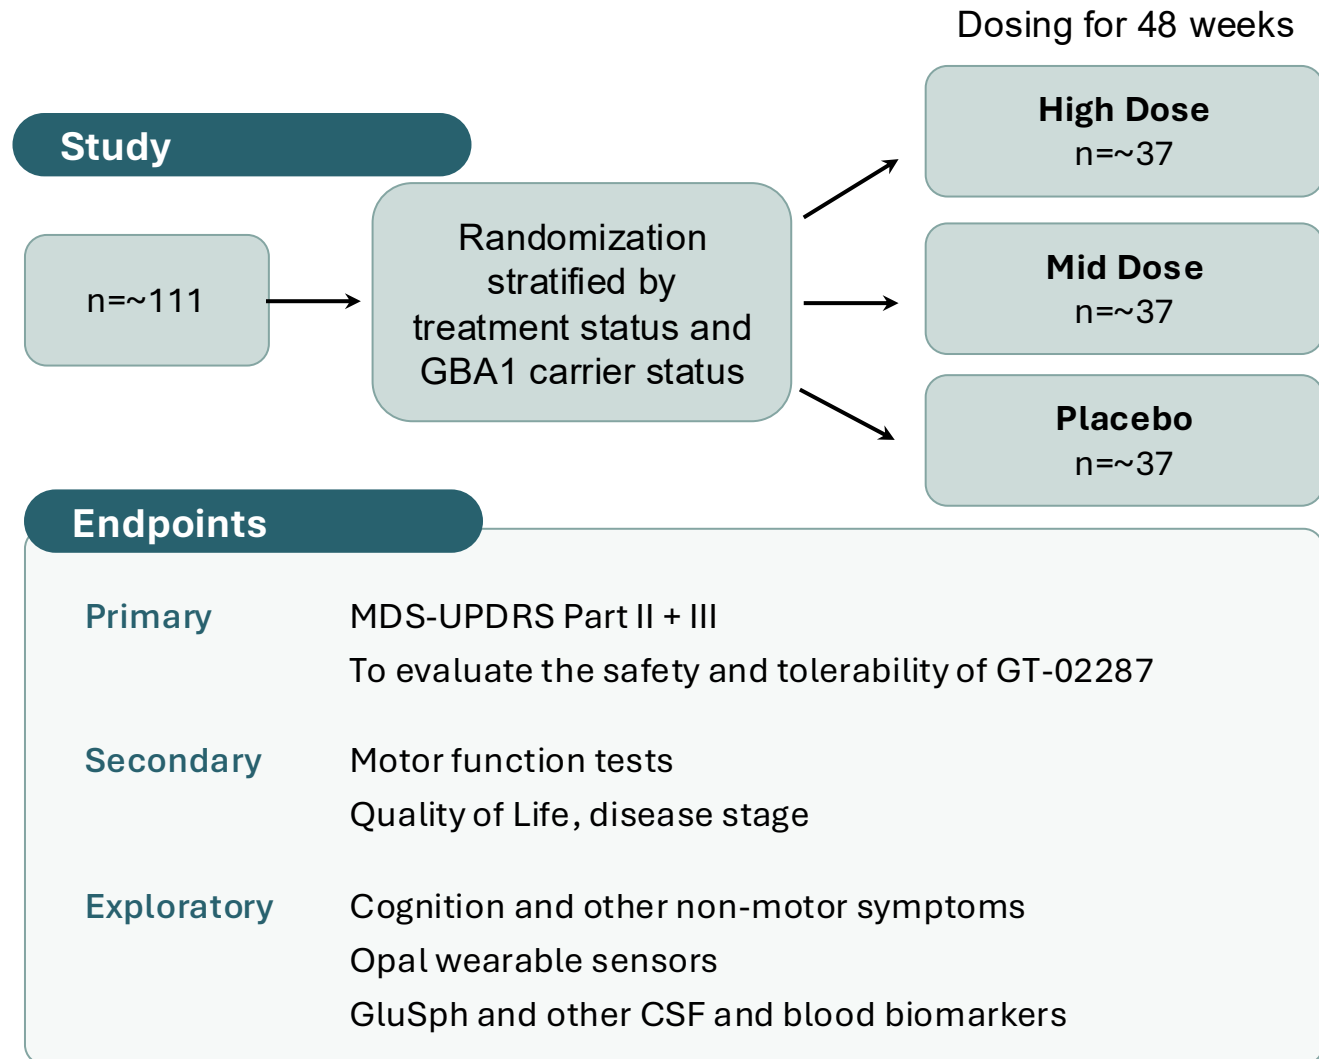 Dosing for 48 weeks
Study
n=~111
Randomization
stratified by
treatment status and
GBA1 carrier status
High Dose
n=~37
Mid Dose
n=~37
Placebo
n=~37
Endpoints
Primary
MDS-UPDRS Part II + III
To evaluate the safety and tolerability of GT-02287
Secondary
Motor function tests
Quality of Life, disease stage
Exploratory
Cognition and other non-motor symptoms
Opal wearable sensors
GluSph and other CSF and blood biomarkers